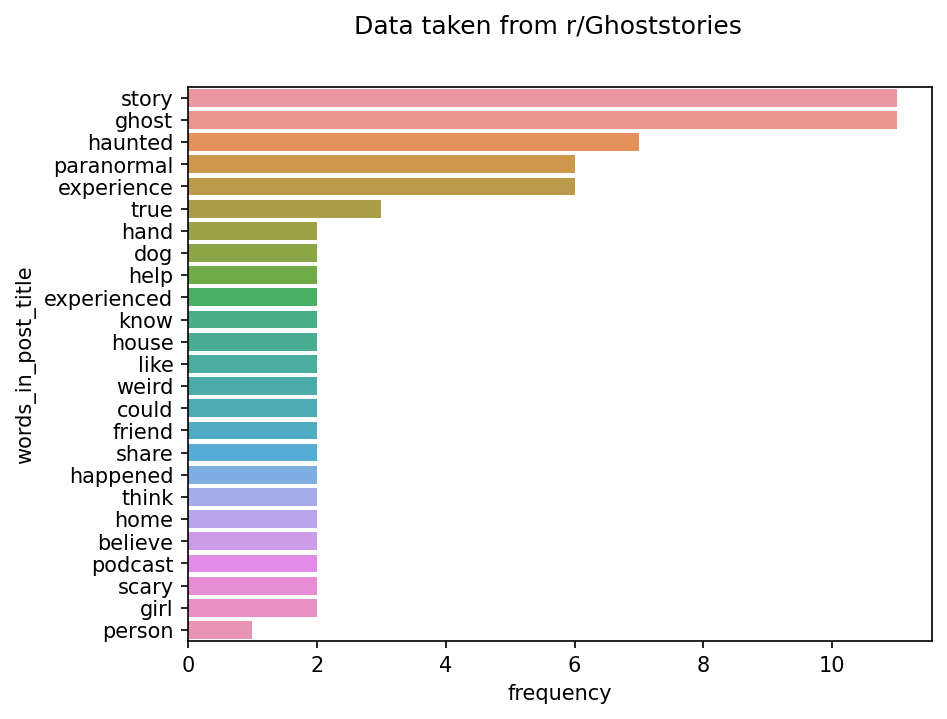 Data taken from r/Ghoststories
words_in_post_title
story
ghost
haunted
paranormal
experience
true
hand
dog
help
experienced
know
house
like
weird
could
friend
share
happened
think
home
believe
podcast
scary
girl
person
0 2 4 6 8 10
frequency